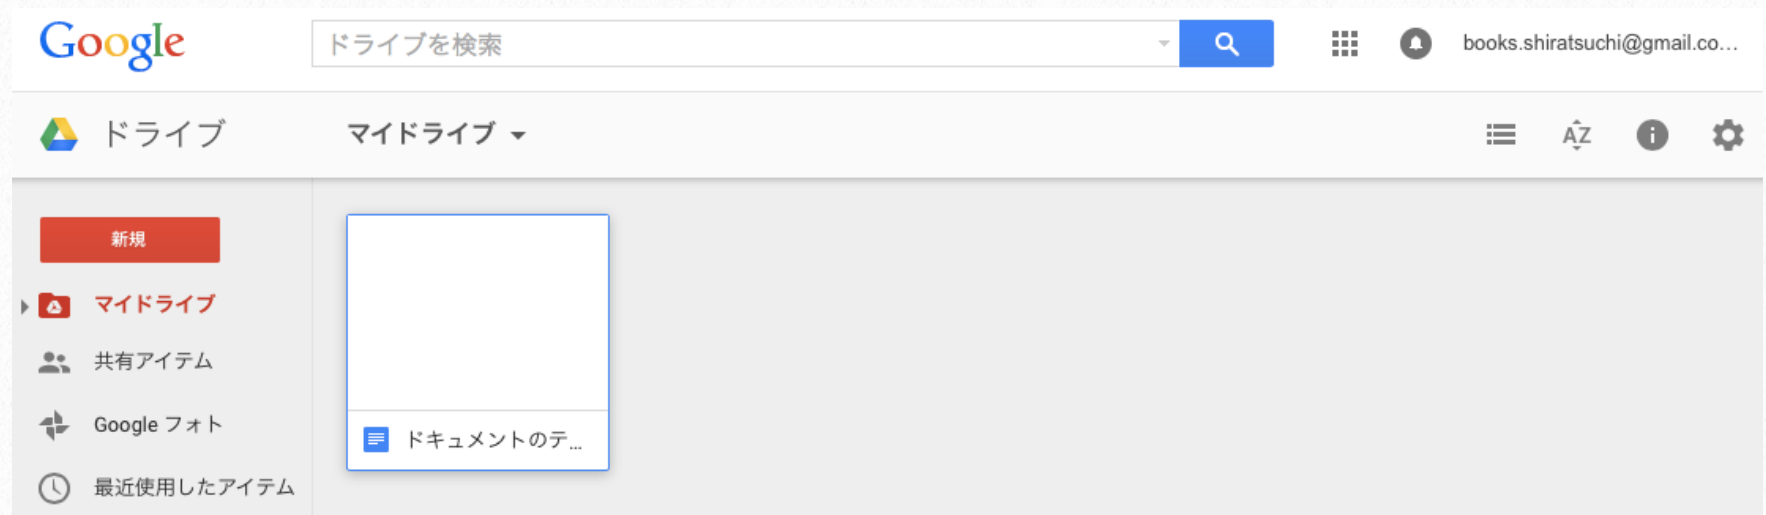 Google
ドライブを検索
books.shiratsuchi@gmail.co...
ドライブ
マイドライブ
AZ
新規
マイドライブ
共有アイテム
Google フォト
最近使用したアイテム
ドキュメントのテ...